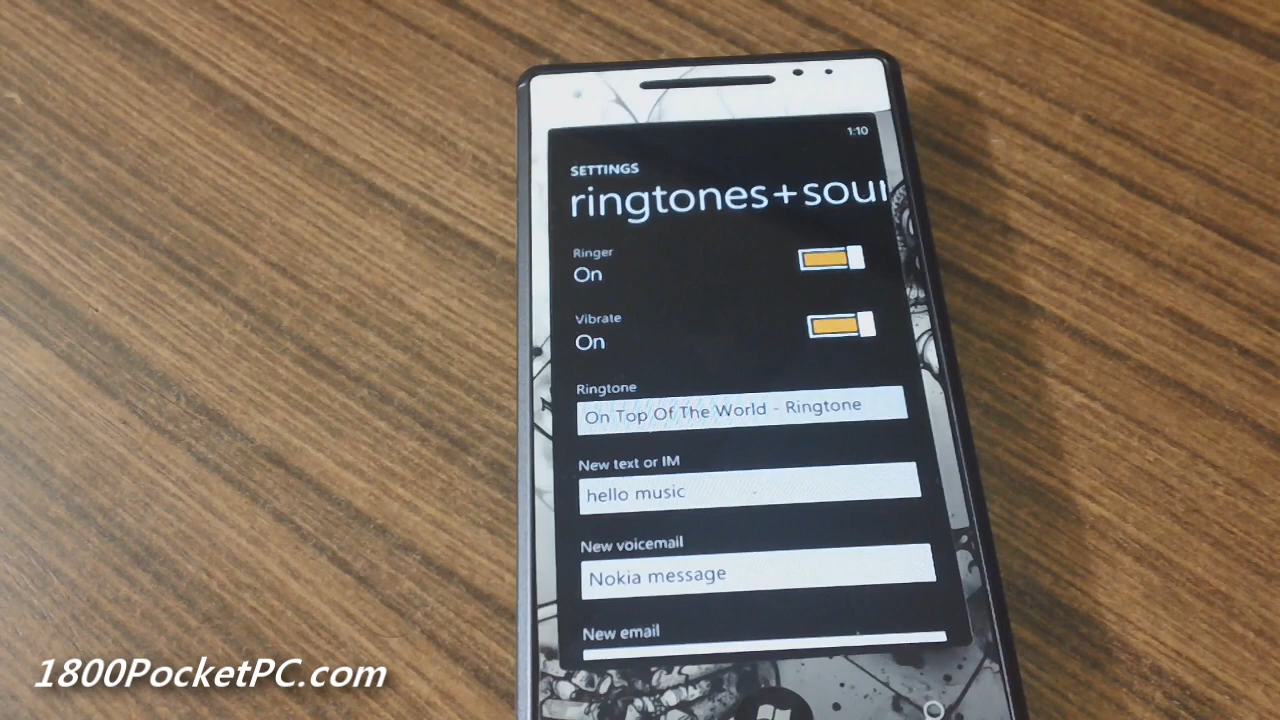 1:10
SETTINGS
ringtones+sou
Ringer
On
Vibrate
On
Ringtone
On Top Of The World - Ringtone
New text or IM
hello music
New voicemail
Nokia message
New email
1800PocketPC.com